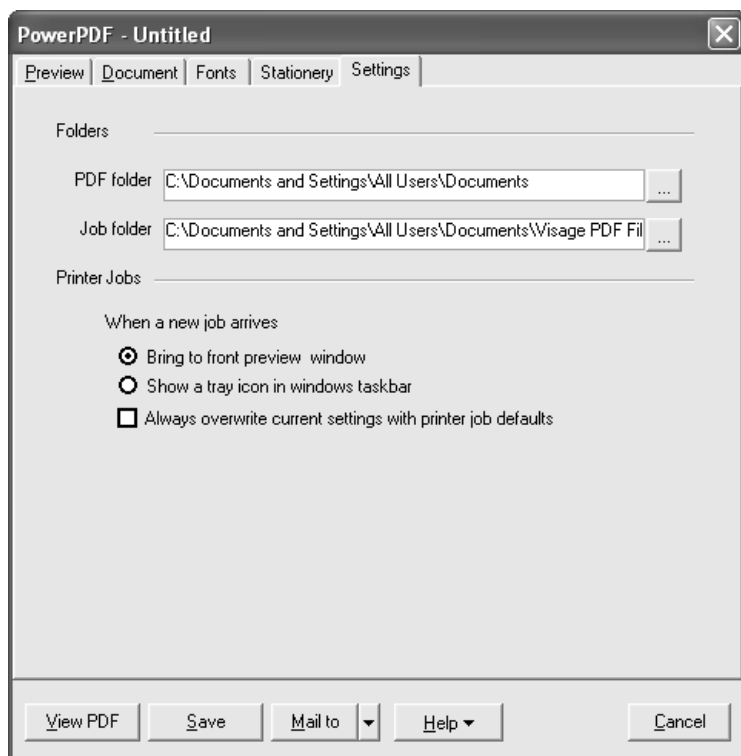 PowerPDF - Untitled
Preview Document Fonts Stationery Settings
Folders
PDF folder C:\Documents and Settings\All Users\Documents ...
Job folder C:\Documents and Settings\All Users\Documents\Visage PDF Fil ...
Printer Jobs
When a new job arrives
Bring to front preview window
Show a tray icon in windows taskbar
Always overwrite current settings with printer job defaults
View PDF Save Mail to Help Cancel